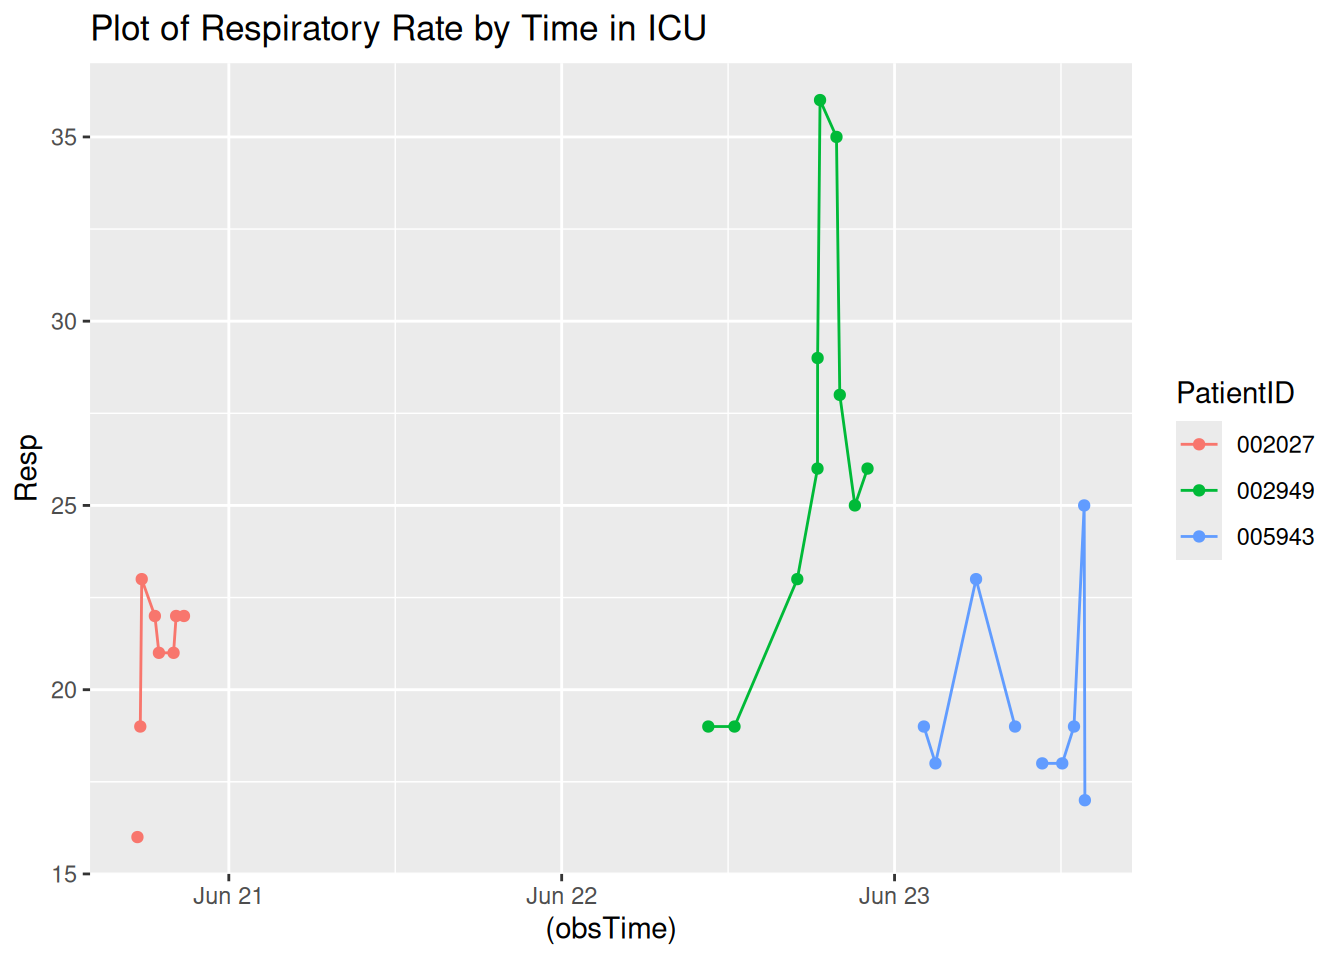 Plot of Respiratory Rate by Time in ICU
Resp
35
30
25
20
15
Jun 21
Jun 22
Jun 23
(obsTime)
PatientID
002027
002949
005943